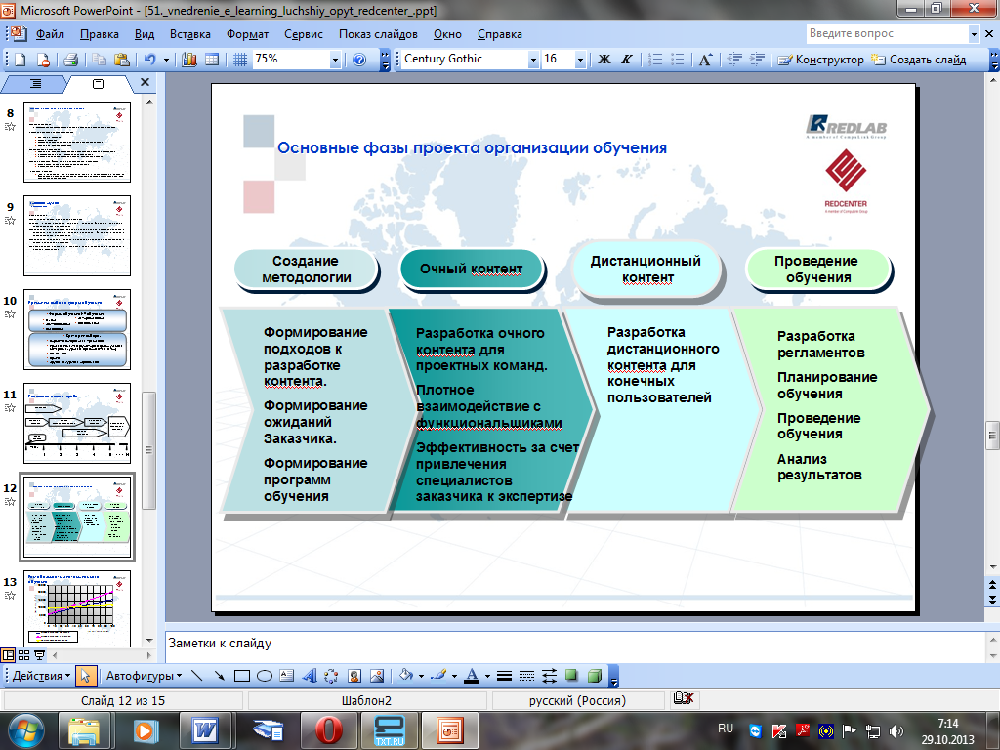 Microsoft PowerPoint - [51._vnedrenie_e_learning_luchshiy_opyt_redcenter_.ppt]
Файл Правка Вид Вставка Формат Сервис Показ слайдов Окно Справка
Введите вопрос
75%
Century Gothic
16
Ж К
Конструктор
Создать слайд
8
9
10
11
12
13
Основные фазы проекта организации обучения
REDLAB
A member of CompuLink Group
REDCENTER
A member of CompuLink Group
Создание
методологии
Очный контент
Дистанционный
контент
Проведение
обучения
Формирование
подходов к
разработке
контента.
Формирование
ожиданий
Заказчика.
Формирование
программ
обучения
Разработка очного
контента для
проектных команд.
Плотное
взаимодействие с
функциональщиками
Эффективность за счет
привлечения
специалистов
заказчика к экспертизе
Разработка
дистанционного
контента для
конечных
пользователей
Разработка
регламентов
Планирование
обучения
Проведение
обучения
Анализ
результатов
Заметки к слайду
Действия
Автофигуры
Слайд 12 из 15
Шаблон2
русский (Россия)
TXT.RU
RU
7:14
29.10.2013